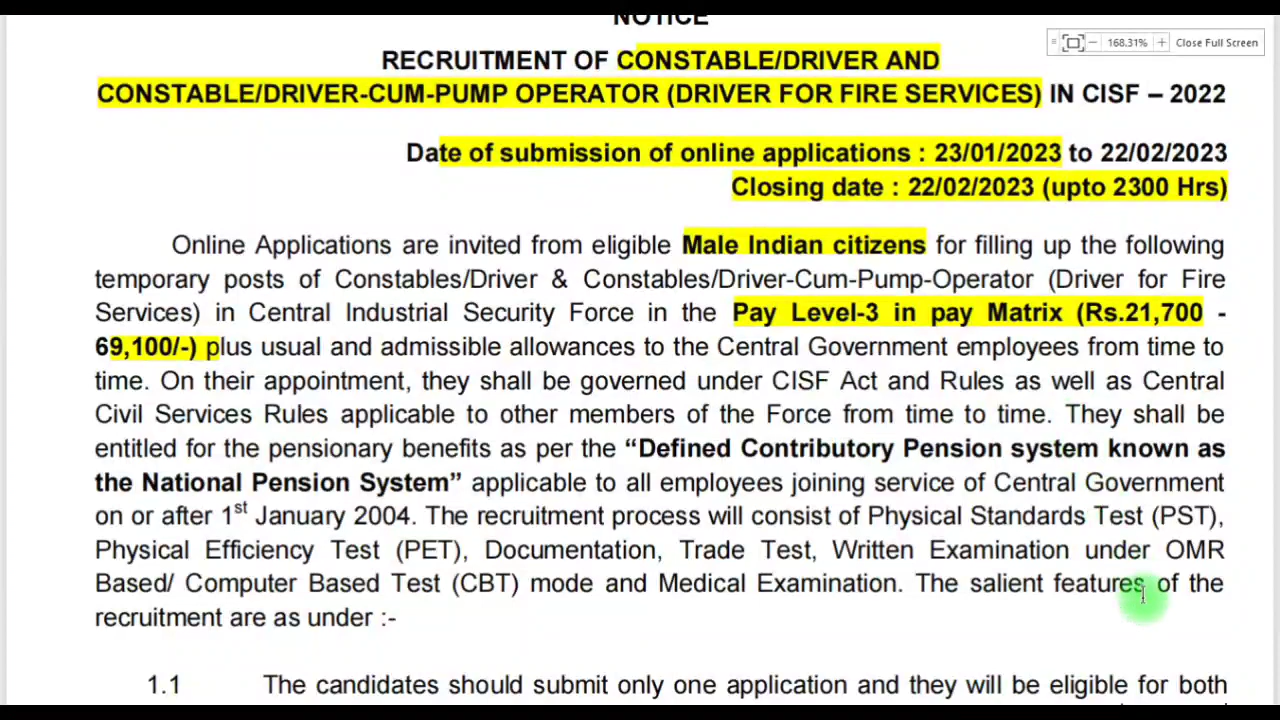 NOTICE
168.31%
Close Full Screen
RECRUITMENT OF CONSTABLE/DRIVER AND
CONSTABLE/DRIVER-CUM-PUMP OPERATOR (DRIVER FOR FIRE SERVICES) IN CISF – 2022
Date of submission of online applications : 23/01/2023 to 22/02/2023
Closing date : 22/02/2023 (upto 2300 Hrs)
Online Applications are invited from eligible Male Indian citizens for filling up the following
temporary posts of Constables/Driver & Constables/Driver-Cum-Pump-Operator (Driver for Fire
Services) in Central Industrial Security Force in the Pay Level-3 in pay Matrix (Rs.21,700 -
69,100/-) plus usual and admissible allowances to the Central Government employees from time to
time. On their appointment, they shall be governed under CISF Act and Rules as well as Central
Civil Services Rules applicable to other members of the Force from time to time. They shall be
entitled for the pensionary benefits as per the “Defined Contributory Pension system known as
the National Pension System” applicable to all employees joining service of Central Government
on or after 1st January 2004. The recruitment process will consist of Physical Standards Test (PST),
Physical Efficiency Test (PET), Documentation, Trade Test, Written Examination under OMR
Based/ Computer Based Test (CBT) mode and Medical Examination. The salient features of the
recruitment are as under :-
1.1 The candidates should submit only one application and they will be eligible for both